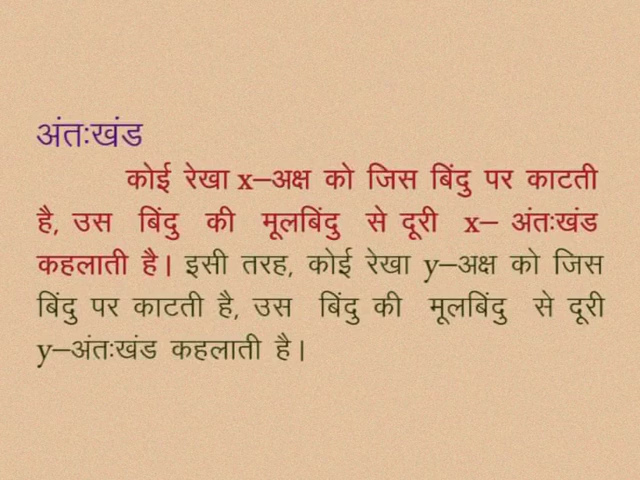 अंतःखंड
कोई रेखा x–अक्ष को जिस बिंदु पर काटती
है, उस बिंदु की मूलबिंदु से दूरी x– अंतःखंड
कहलाती है। इसी तरह, कोई रेखा y–अक्ष को जिस
बिंदु पर काटती है, उस बिंदु की मूलबिंदु से दूरी
y–अंतःखंड कहलाती है।